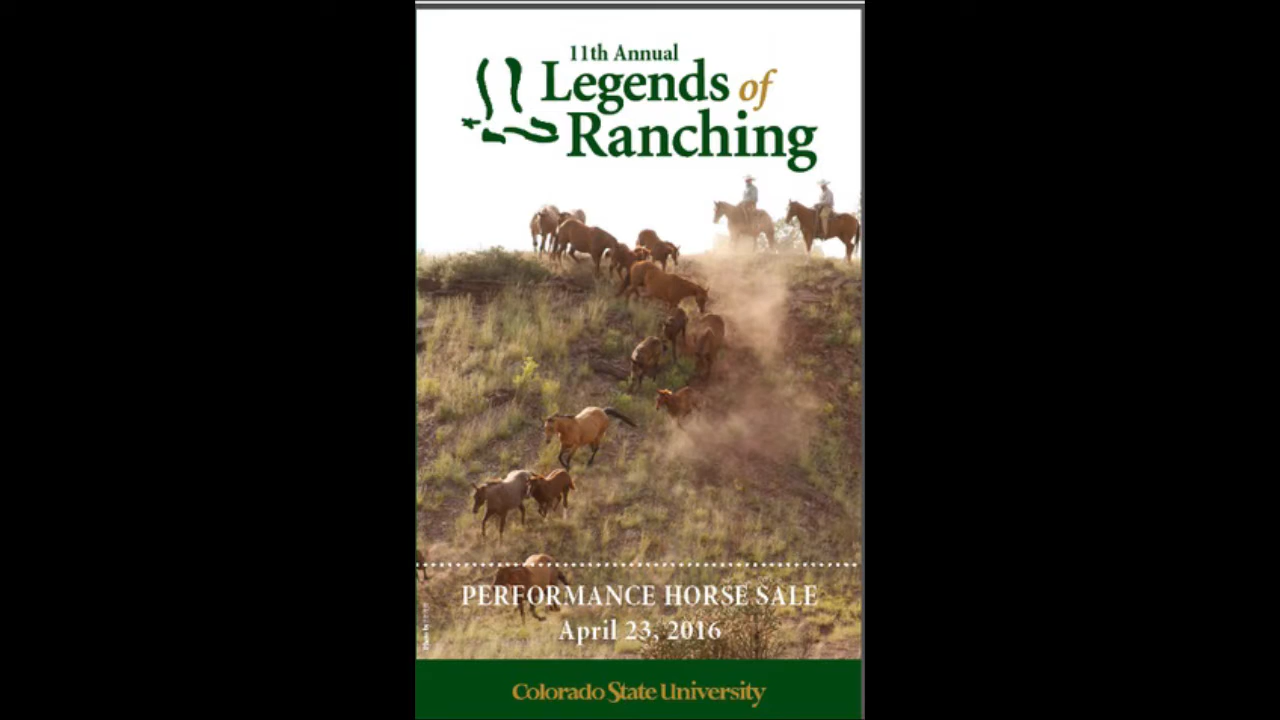 11th Annual
Legends of
Ranching
PERFORMANCE HORSE SALE
April 23, 2016
Colorado State University